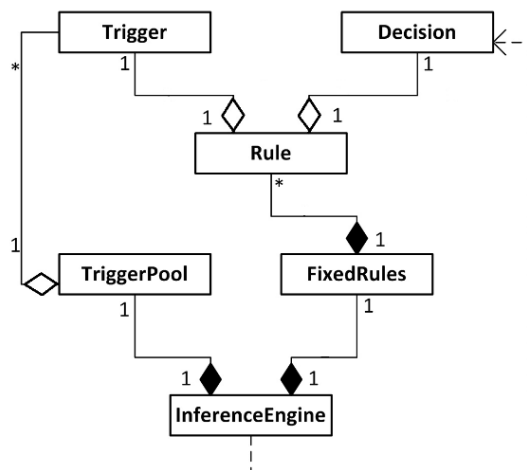 Trigger
Decision
*
1
1
1
1
Rule
*
1
1
TriggerPool
FixedRules
1
1
1
1
InferenceEngine